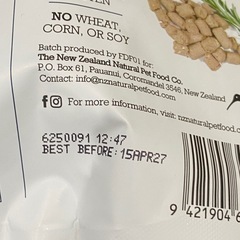 NO WHEAT,
CORN, OR SOY
Batch produced by FDF01 for:
The New Zealand Natural Pet Food Co.
P.O. Box 61, Pauanui, Coromandel 3546, New Zealand
Contact: info@nznaturalpetfood.com
For more information, visit: nznaturalpetfood.c
6250091 12:47
BEST BEFORE:15APR27
9 421904 6